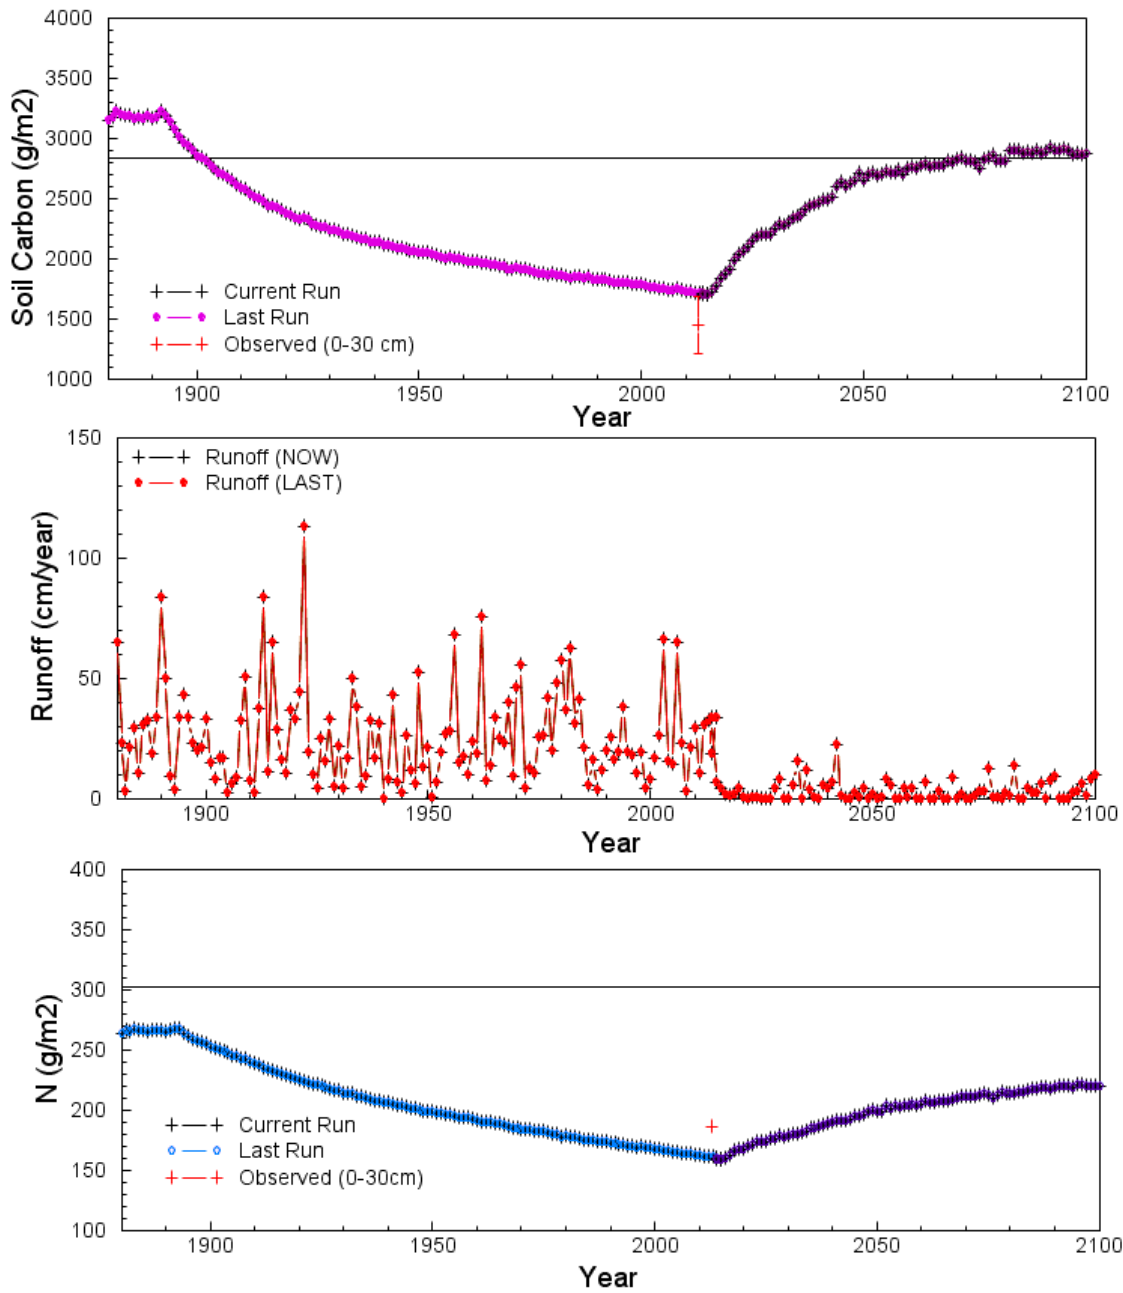 4000
3500
3000
2500
2000
1500
1000
Soil Carbon (g/m2)
Current Run
Last Run
Observed (0-30 cm)
1900 1950 2000 2050 2100
Year
150
100
50
0
Runoff (cm/year)
Runoff (NOW)
Runoff (LAST)
1900 1950 2000 2050 2100
Year
400
350
300
250
200
150
100
N (g/m2)
Current Run
Last Run
Observed (0-30cm)
1900 1950 2000 2050 2100
Year